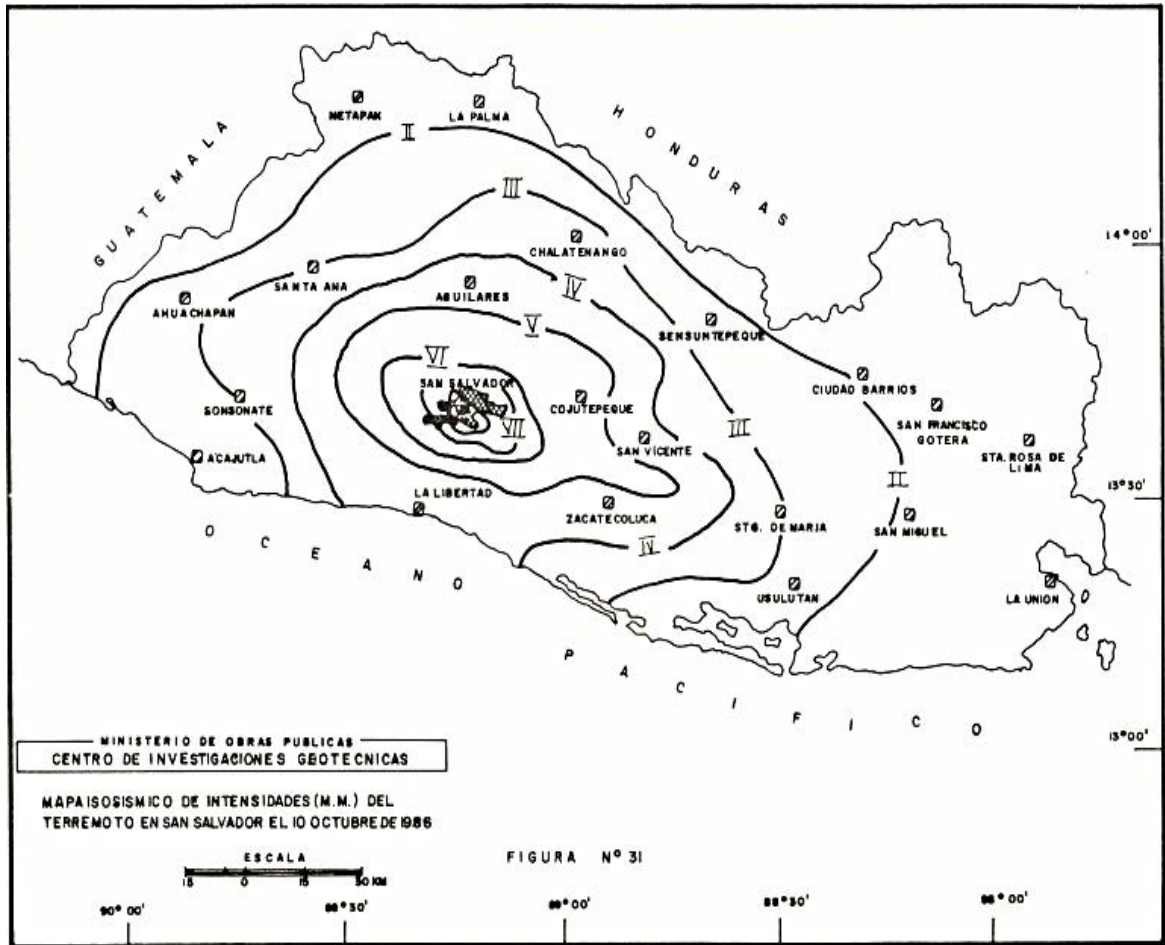 GUATEMALA
HONDURAS
METAPAN
LA PALMA
II
III
14°00'
CHALATENANGO
SANTA ANA
AGUILARES
IV
AHUACHAPAN
V
SENSUNTEPEQUE
VI
SAN SALVADOR
CIUDAD BARRIOS
SONSONATE
COJUTEPEQUE
VII
SAN FRANCISCO
GOTERA
III
SAN VICENTE
STA. ROSA DE
LIMA
ACAJUTLA
II
LA LIBERTAD
13°30'
ZACATECOLUCA
STG. DE MARIA
SAN MIGUEL
IV
USULUTAN
LA UNION
OCEANO
PACIFICO
13°00'
MINISTERIO DE OBRAS PUBLICAS
CENTRO DE INVESTIGACIONES GEOTECNICAS
MAPA ISOSISMICO DE INTENSIDADES (M.M.) DEL
TERREMOTO EN SAN SALVADOR EL 10 OCTUBRE DE 1986
ESCALA
15 0 15 30 KM
FIGURA Nº 31
90°00' 89°30' 89°00' 88°30' 88°00'